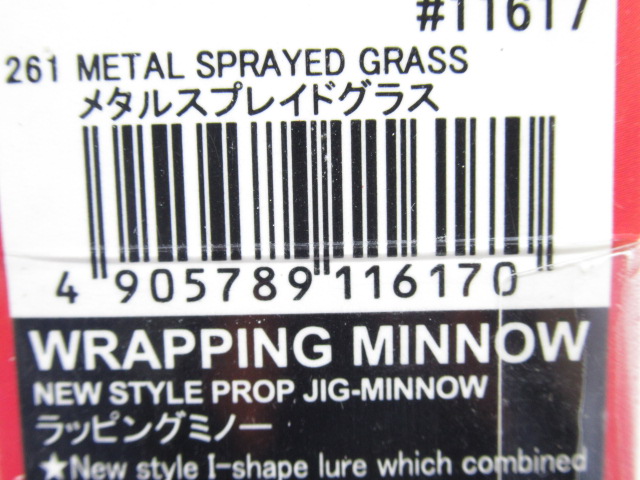 #11617
261 METAL SPRAYED GRASS
メタルスプレイドグラス
4 905789 116170
WRAPPING MINNOW
NEW STYLE PROP JIG-MINNOW
ラッピングミノー
★New style I-shape lure which combined